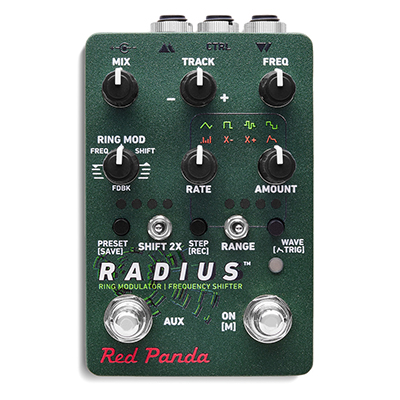 CTRL
MIX TRACK FREQ
- +
RING MOD
FREQ SHIFT
X- X+
FDBK
RATE AMOUNT
PRESET [SAVE] SHIFT 2X STEP [REC] RANGE WAVE [TRIG]
RADIUS™
RING MODULATOR | FREQUENCY SHIFTER
AUX ON [M]
Red Panda